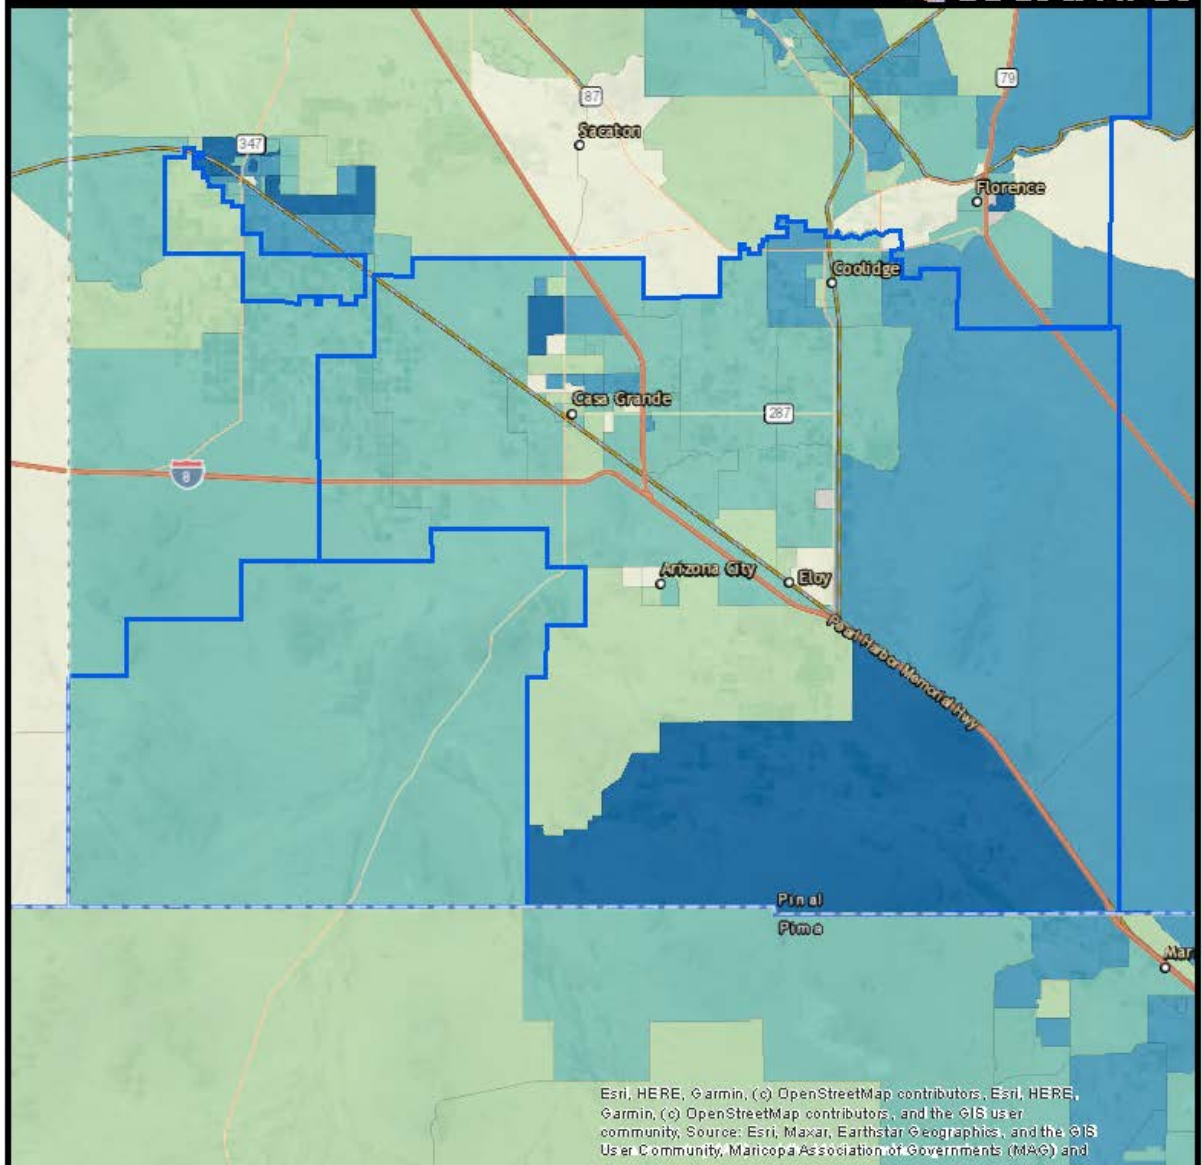 79
87
Sacaton
347
Florence
Coolidge
Casa Grande
287
8
Arizona City
Eloy
Pearl Harbor Memorial Hwy
Pinal
Pima
Mar
Esri, HERE, Garmin, (c) OpenStreetMap contributors, Esri, HERE,
Garmin, (c) OpenStreetMap contributors, and the GIS user
community, Source: Esri, Maxar, Earthstar Geographics, and the GIS
User Community, Maricopa Association of Governments (MAG) and